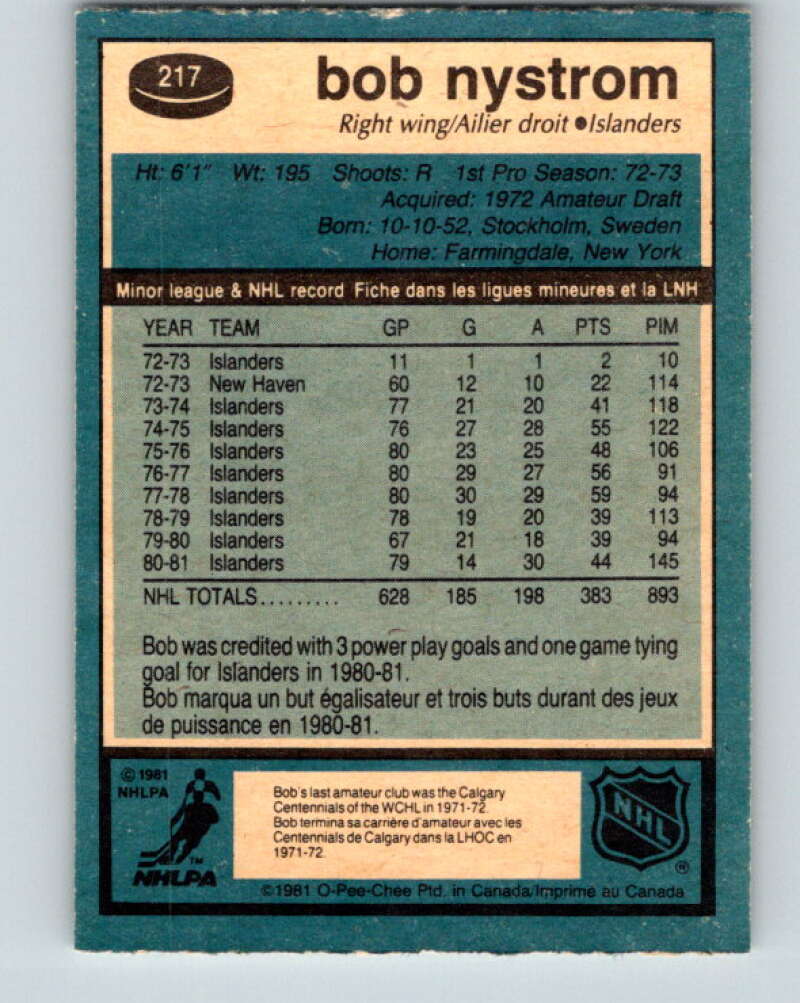 217
bob nystrom
Right wing/Ailier droit ●Islanders
Ht: 6'1" Wt: 195 Shoots: R 1st Pro Season: 72-73
Acquired: 1972 Amateur Draft
Born: 10-10-52, Stockholm, Sweden
Home: Farmingdale, New York
Minor league & NHL record Fiche dans les ligues mineures et la LNH
YEAR TEAM GP G A PTS PIM
72-73 Islanders 11 1 1 2 10
72-73 New Haven 60 12 10 22 114
73-74 Islanders 77 21 20 41 118
74-75 Islanders 76 27 28 55 122
75-76 Islanders 80 23 25 48 106
76-77 Islanders 80 29 27 56 91
77-78 Islanders 80 30 29 59 94
78-79 Islanders 78 19 20 39 113
79-80 Islanders 67 21 18 39 94
80-81 Islanders 79 14 30 44 145
NHL TOTALS......... 628 185 198 383 893
Bob was credited with 3 power play goals and one game tying
goal for Islanders in 1980-81.
Bob marqua un but égalisateur et trois buts durant des jeux
de puissance en 1980-81.
© 1981
NHLPA
TM
NHLPA
Bob's last amateur club was the Calgary
Centennials of the WCHL in 1971-72.
Bob termina sa carrière d'amateur avec les
Centennials de Calgary dans la LHOC en
1971-72.
NHL
®
©1981 O-Pee-Chee Ptd. in Canada/Imprimé au Canada